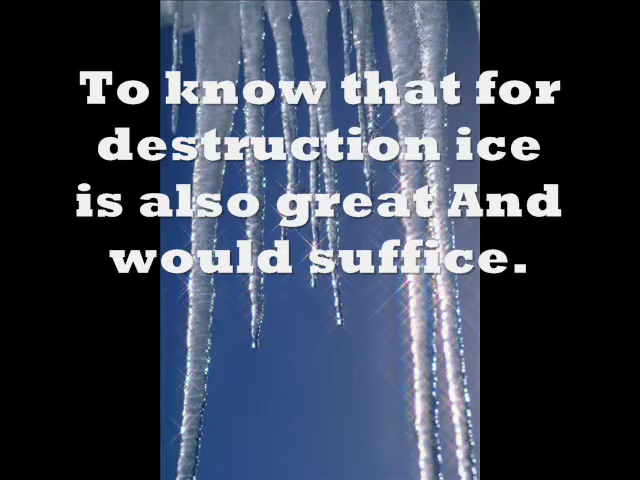 To know that for
destruction ice
is also great And
would suffice.